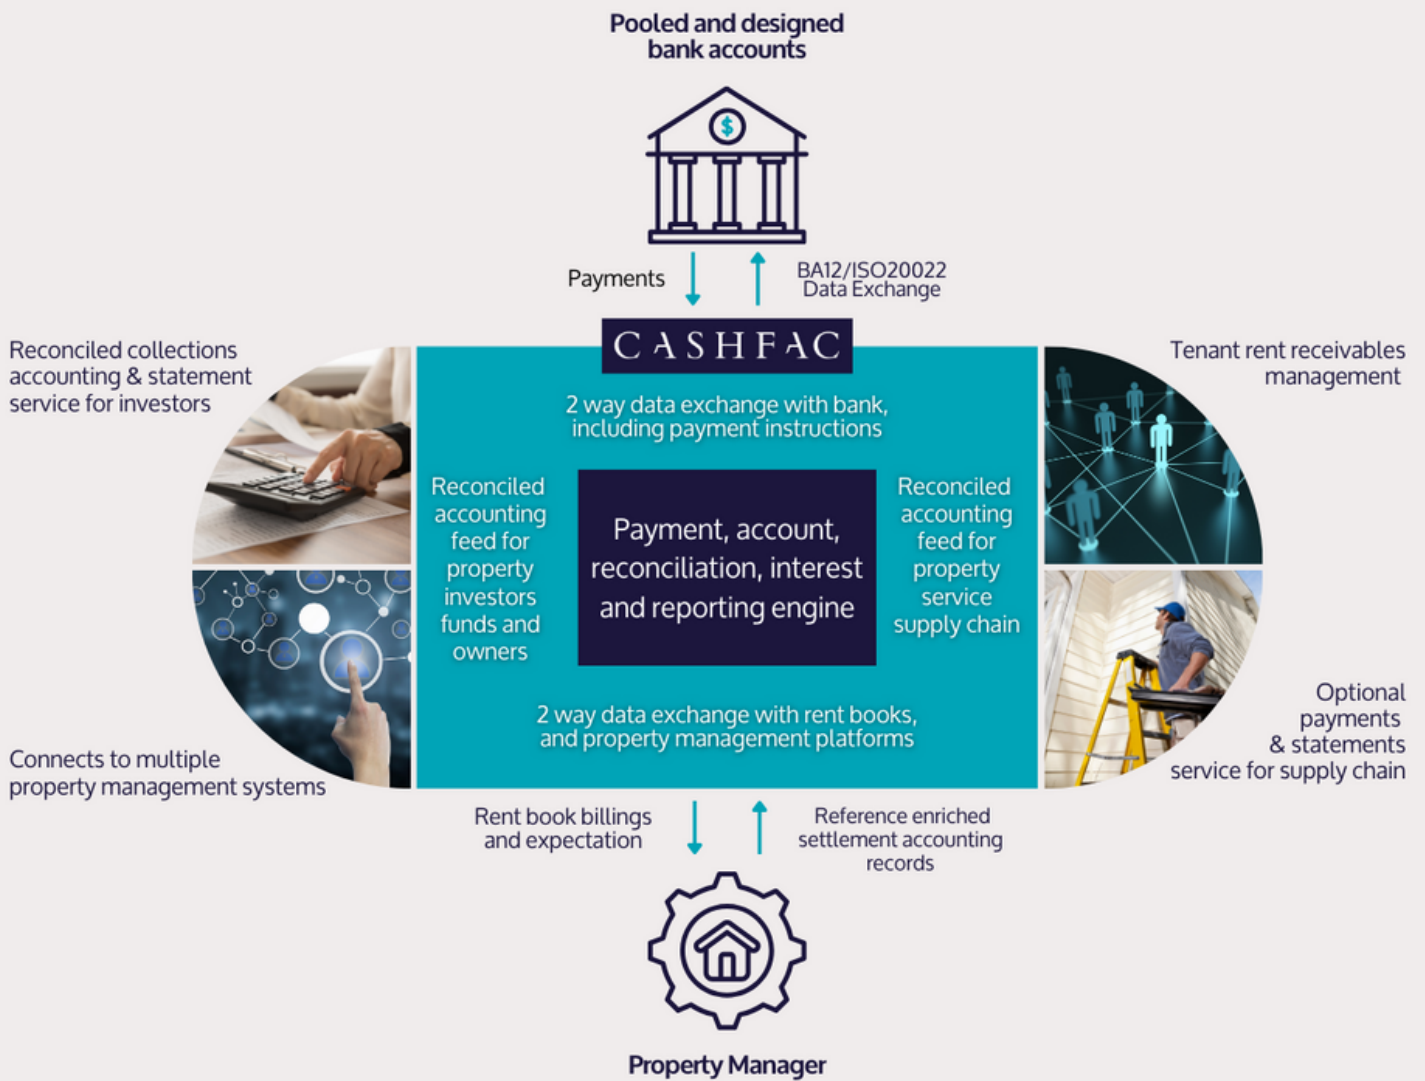 Pooled and designed
bank accounts
$
Payments
BA12/ISO20022
Data Exchange
CASHFAC
Reconciled collections
accounting & statement
service for investors
Tenant rent receivables
management
2 way data exchange with bank,
including payment instructions
Reconciled
accounting
feed for
property
investors
funds and
owners
Payment, account,
reconciliation, interest
and reporting engine
Reconciled
accounting
feed for
property
service
supply chain
2 way data exchange with rent books,
and property management platforms
Connects to multiple
property management systems
Optional
payments
& statements
service for supply chain
Rent book billings
and expectation
Reference enriched
settlement accounting
records
Property Manager